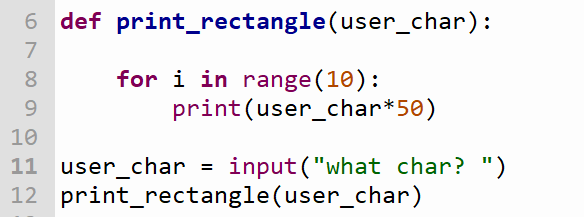 6 def print_rectangle(user_char):
7
8     for i in range(10):
9         print(user_char*50)
10
11 user_char = input("what char? ")
12 print_rectangle(user_char)